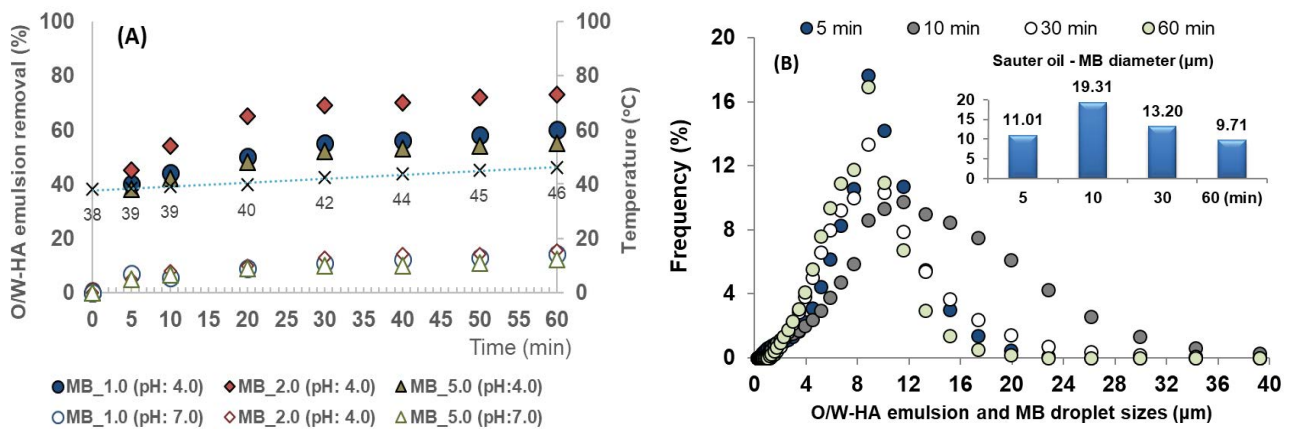 (A)
O/W-HA emulsion removal (%)
100
80
60
40
20
0
100
80
60
40
20
0
Temperature (°C)
38 39 39 40 42 44 45 46
0 5 10 15 20 25 30 35 40 45 50 55 60
Time (min)
MB_1.0 (pH: 4.0) MB_2.0 (pH: 4.0) MB_5.0 (pH:4.0)
MB_1.0 (pH: 7.0) MB_2.0 (pH: 4.0) MB_5.0 (pH:7.0)
5 min 10 min 30 min 60 min
(B)
Frequency (%)
20
16
12
8
4
0
Sauter oil - MB diameter (µm)
20
15
10
5
0
11.01 19.31 13.20 9.71
5 10 30 60 (min)
0 4 8 12 16 20 24 28 32 36 40
O/W-HA emulsion and MB droplet sizes (µm)